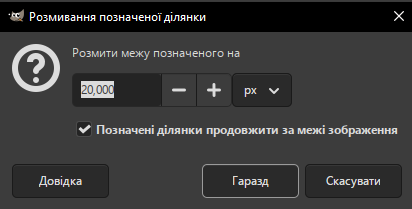 Розмивання позначеної ділянки
Розмити межу позначеного на
20,000
px
Позначені ділянки продовжити за межі зображення
Довідка
Гаразд
Скасувати